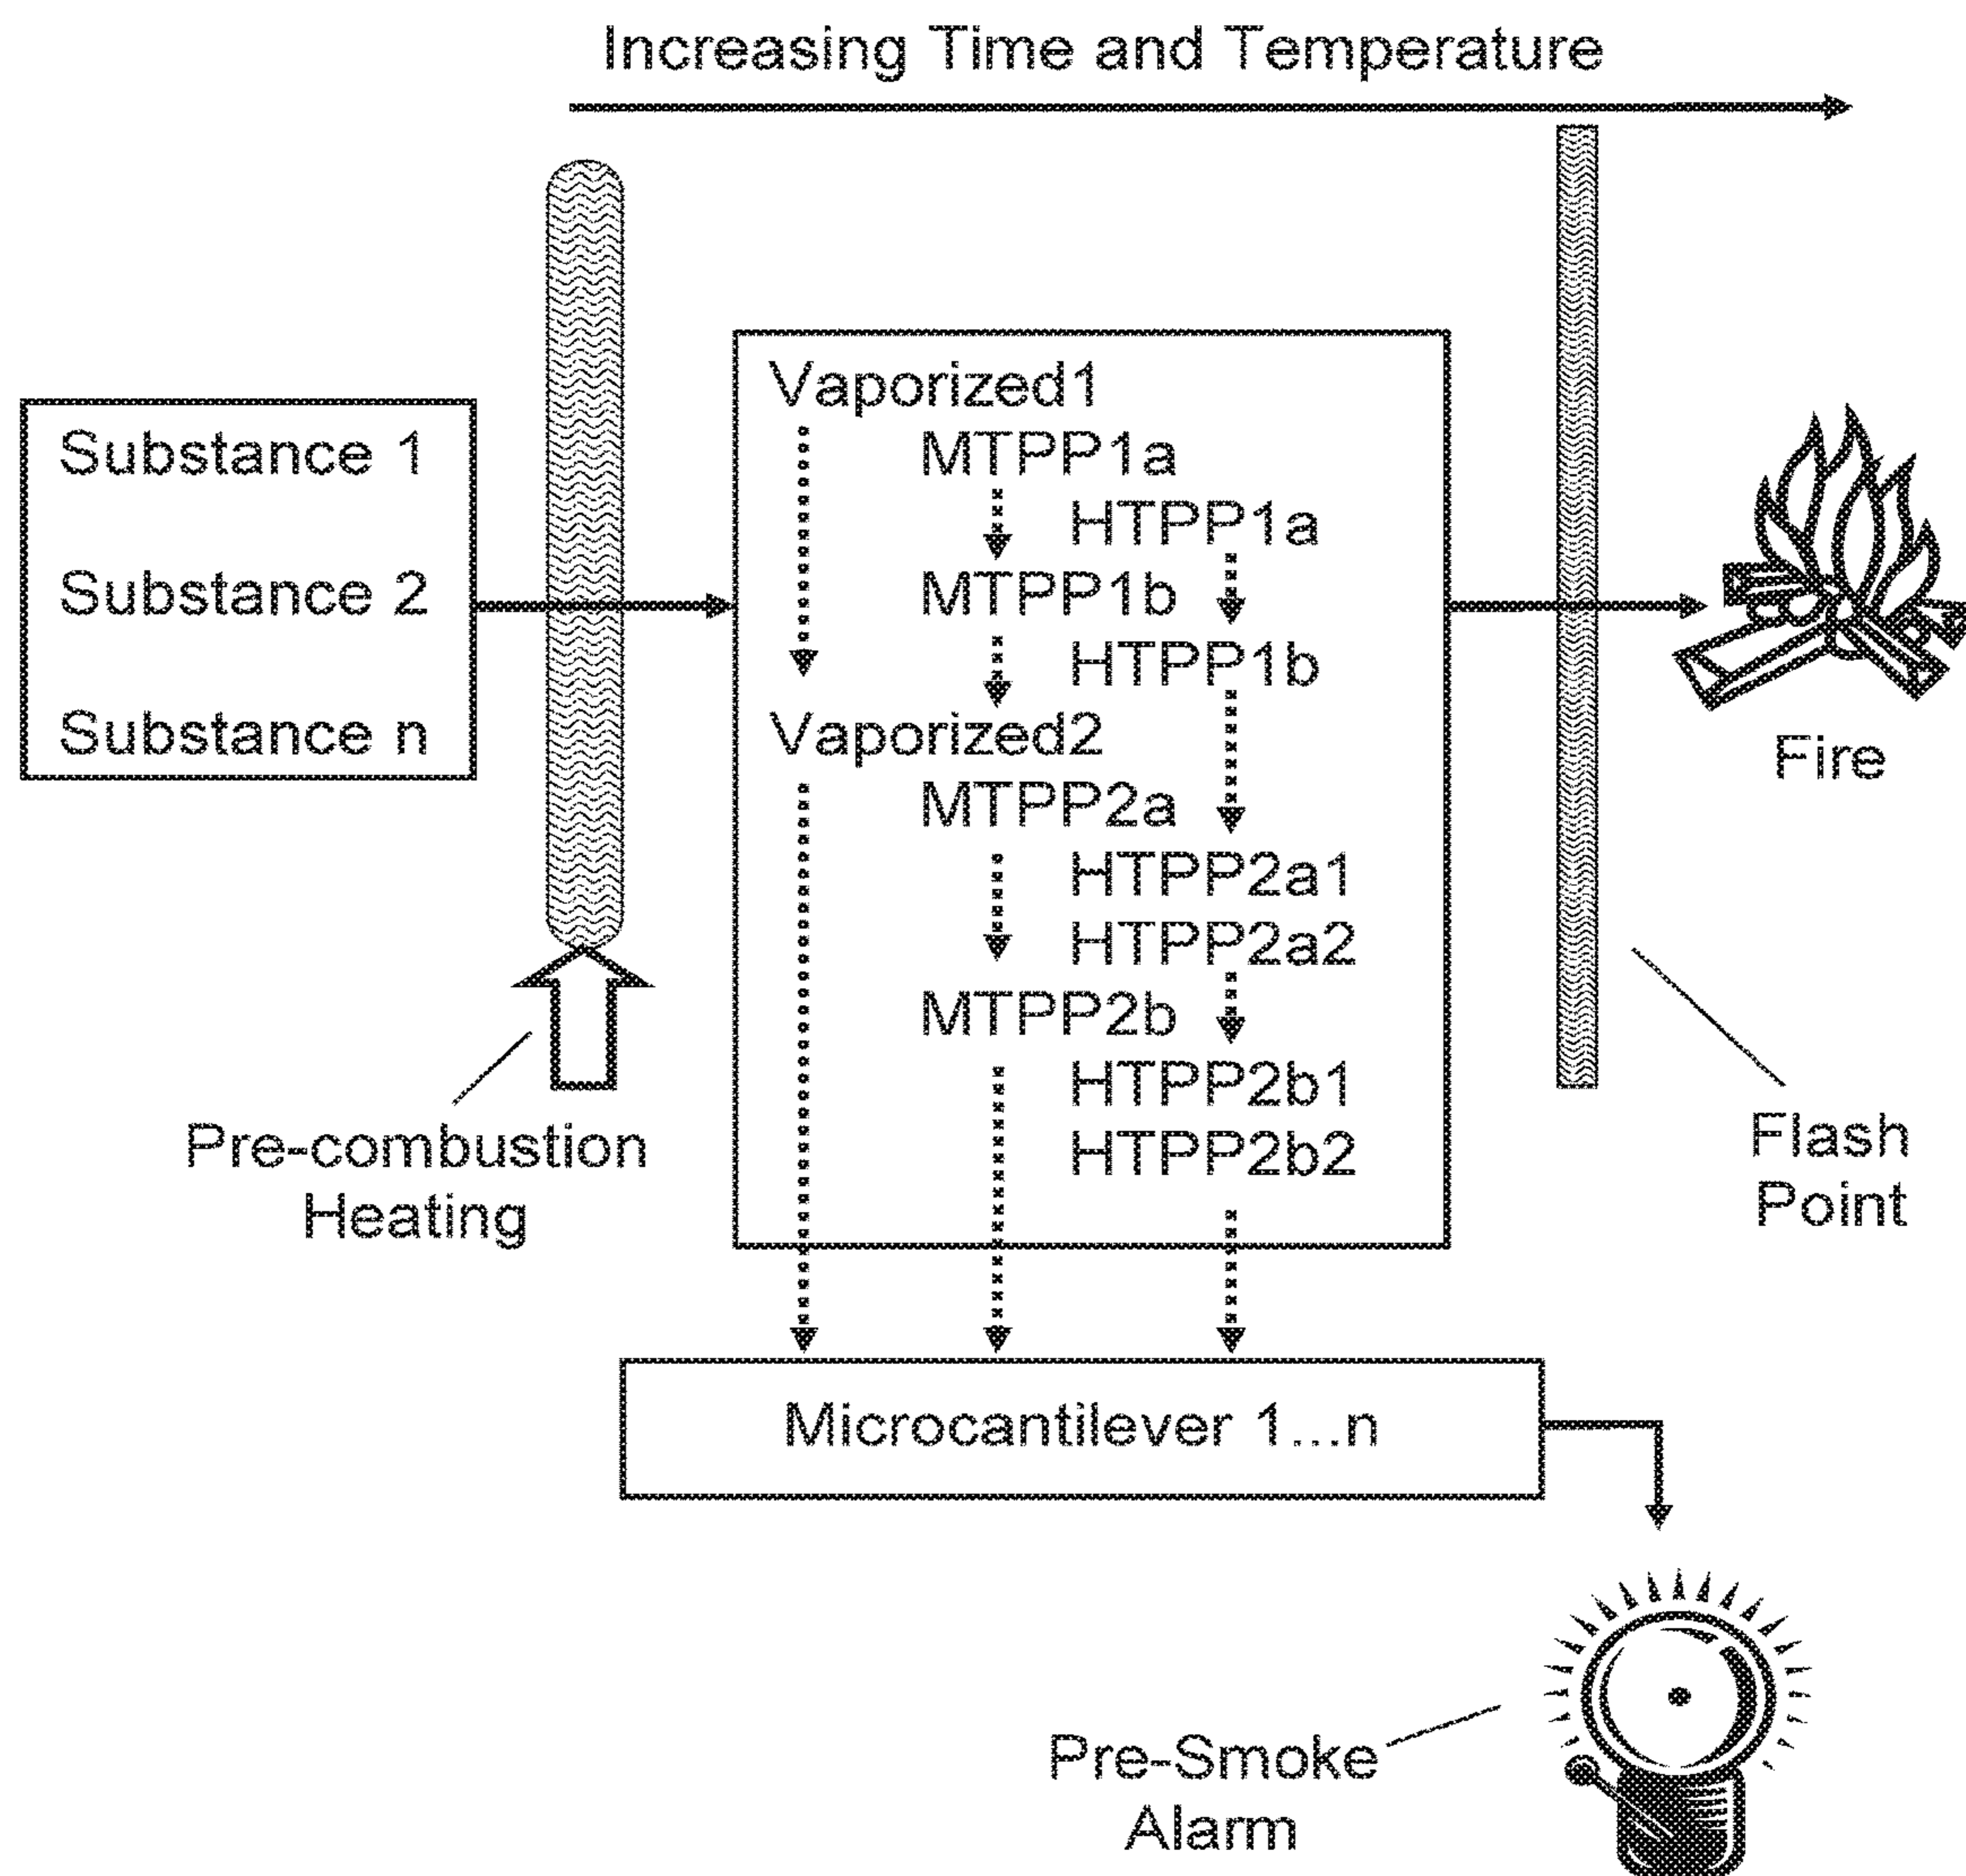 Increasing Time and Temperature
Substance 1
Substance 2
Substance n
Vaporized1
MTPP1a
HTPP1a
MTPP1b
HTPP1b
Vaporized2
MTPP2a
HTPP2a1
HTPP2a2
MTPP2b
HTPP2b1
HTPP2b2
Fire
Pre-combustion
Heating
Flash
Point
Microcantilever 1...n
Pre-Smoke
Alarm